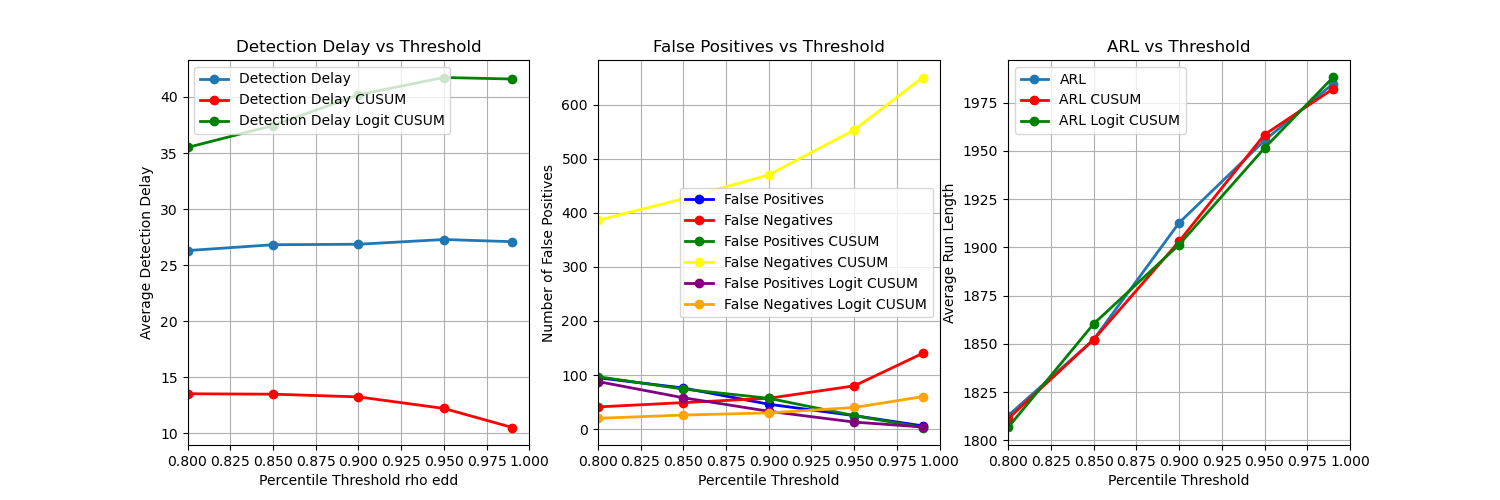 Detection Delay vs Threshold
Detection Delay
Detection Delay CUSUM
Detection Delay Logit CUSUM
Average Detection Delay
40
35
30
25
20
15
10
0.800 0.825 0.850 0.875 0.900 0.925 0.950 0.975 1.000
Percentile Threshold rho edd
False Positives vs Threshold
False Positives
False Negatives
False Positives CUSUM
False Negatives CUSUM
False Positives Logit CUSUM
False Negatives Logit CUSUM
Number of False Positives
600
500
400
300
200
100
0
0.800 0.825 0.850 0.875 0.900 0.925 0.950 0.975 1.000
Percentile Threshold
ARL vs Threshold
ARL
ARL CUSUM
ARL Logit CUSUM
Average Run Length
1975
1950
1925
1900
1875
1850
1825
1800
0.800 0.825 0.850 0.875 0.900 0.925 0.950 0.975 1.000
Percentile Threshold